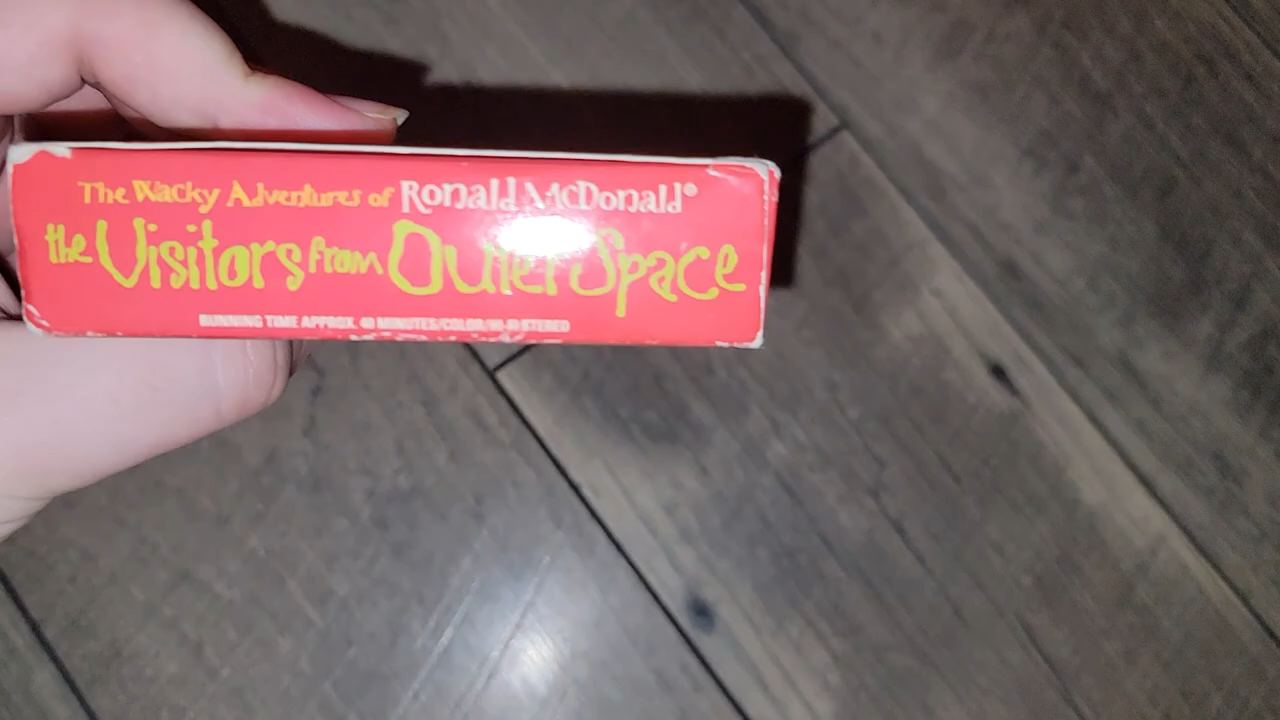 The Wacky Adventures of Ronald McDonald®
the Visitors from Outer Space
RUNNING TIME APPROX. 40 MINUTES/COLOR/HI-FI STEREO